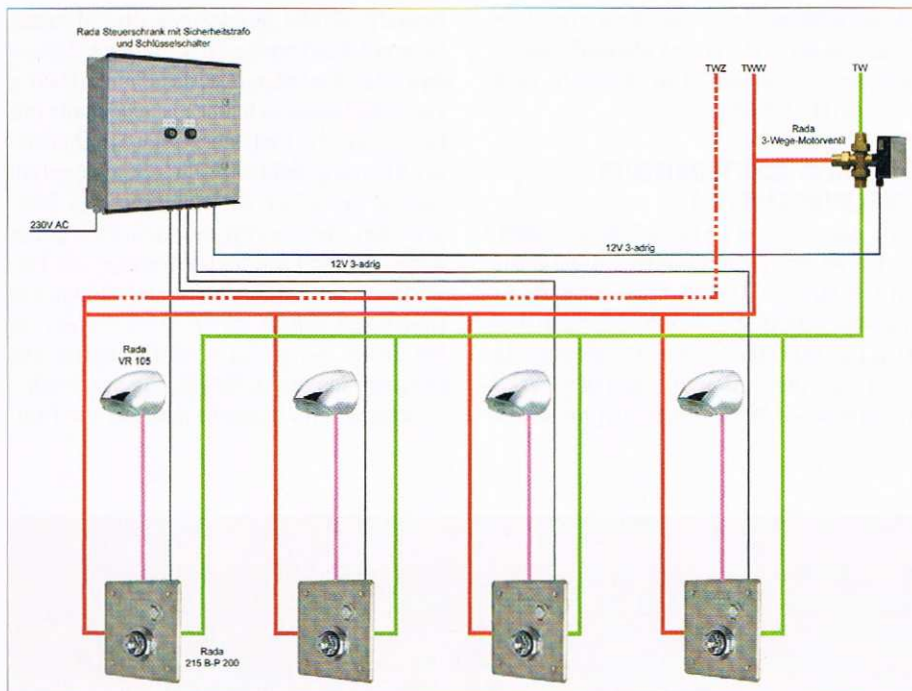 Rada Steuerschrank mit Sicherheitstrafo
und Schlüsselschalter
TWZ
TWW
TW
Rada
3-Wege-Motorventil
230V AC
12V 3-adrig
12V 3-adrig
Rada
VR 105
Rada
215 B-P 200